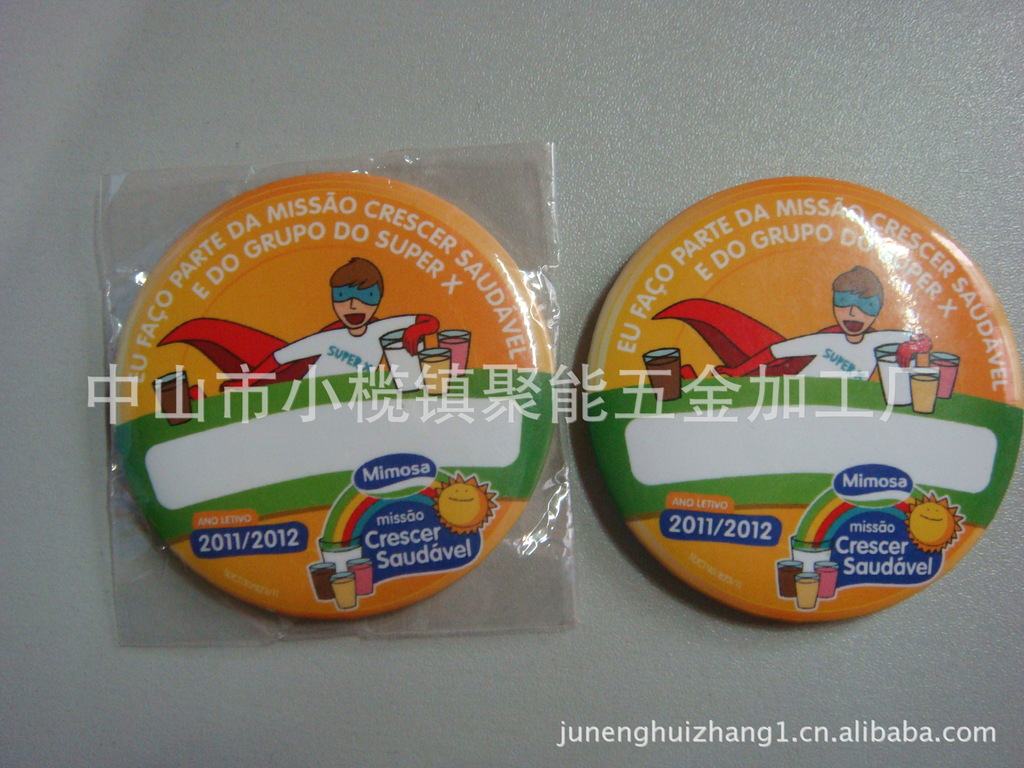 EU FAÇO PARTE DA MISSÃO CRESCER SAUDÁVEL
E DO GRUPO DO SUPER X
SUPER X
Mimosa
ANO LETIVO
2011/2012
missão
Crescer
Saudável
EU FAÇO PARTE DA MISSÃO CRESCER SAUDÁVEL
E DO GRUPO DO SUPER X
SUPER
Mimosa
ANO LETIVO
2011/2012
missão
Crescer
Saudável
中山市小榄镇聚能五金加工厂
junenghuizhang1.cn.alibaba.com